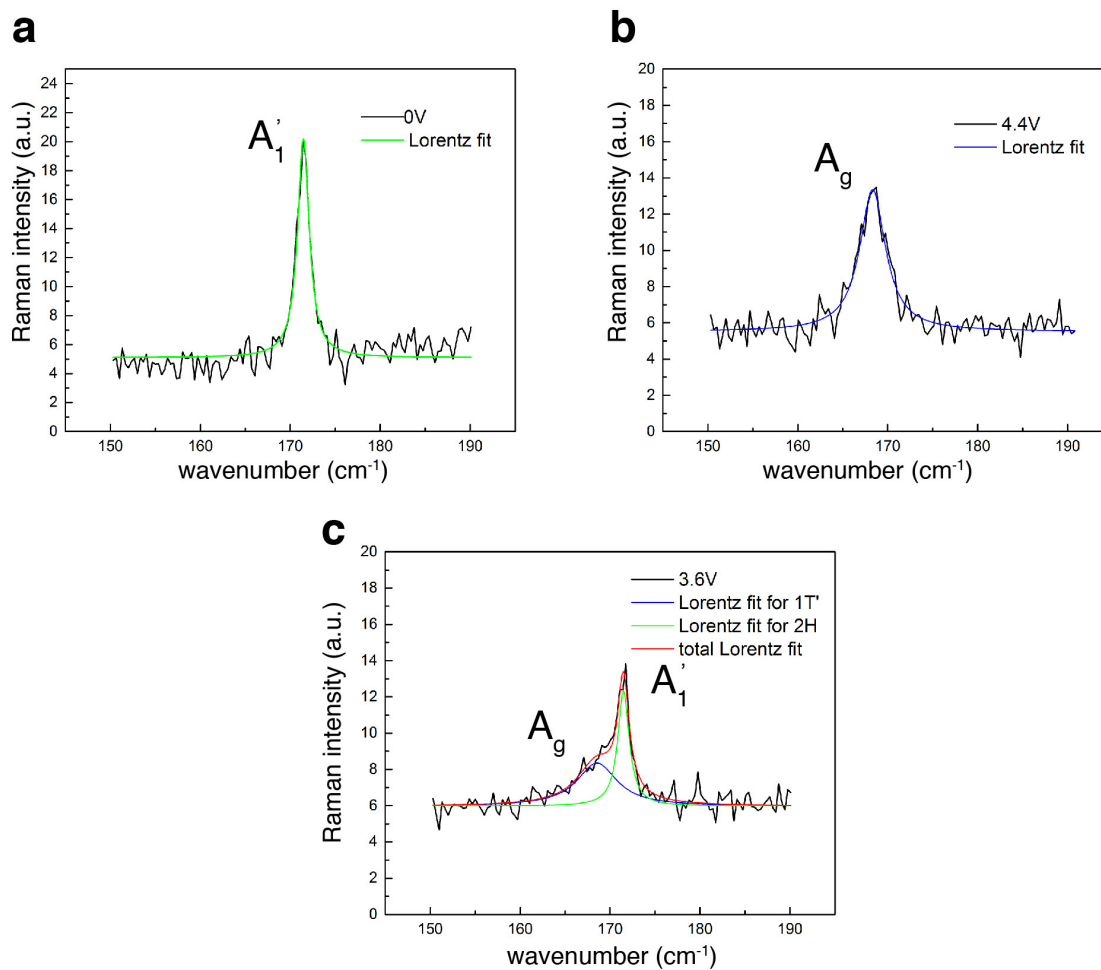 a
Raman intensity (a.u.)
24
22
20
18
16
14
12
10
8
6
4
2
0
150
160
170
180
190
wavenumber (cm⁻¹)
A₁'
0V
Lorentz fit
b
Raman intensity (a.u.)
20
18
16
14
12
10
8
6
4
2
0
150
160
170
180
190
wavenumber (cm⁻¹)
A_g
4.4V
Lorentz fit
c
Raman intensity (a.u.)
20
18
16
14
12
10
8
6
4
2
0
150
160
170
180
190
wavenumber (cm⁻¹)
3.6V
Lorentz fit for 1T'
Lorentz fit for 2H
total Lorentz fit
A_g
A₁'